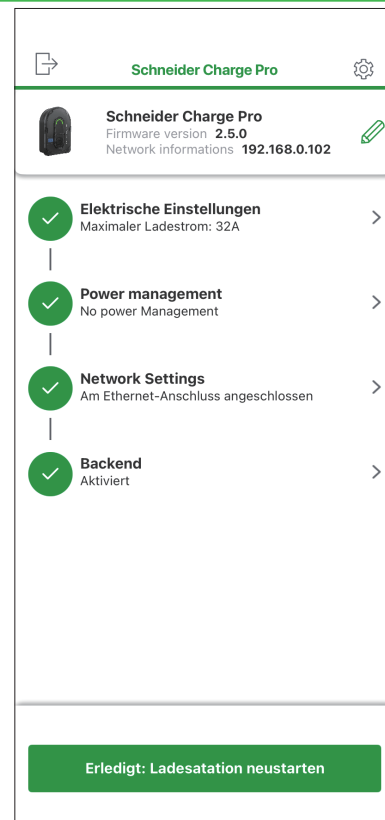 Schneider Charge Pro
Schneider Charge Pro
Firmware version 2.5.0
Network informations 192.168.0.102
Elektrische Einstellungen
Maximaler Ladestrom: 32A
Power management
No power Management
Network Settings
Am Ethernet-Anschluss angeschlossen
Backend
Aktiviert
Erledigt: Ladesatation neustarten